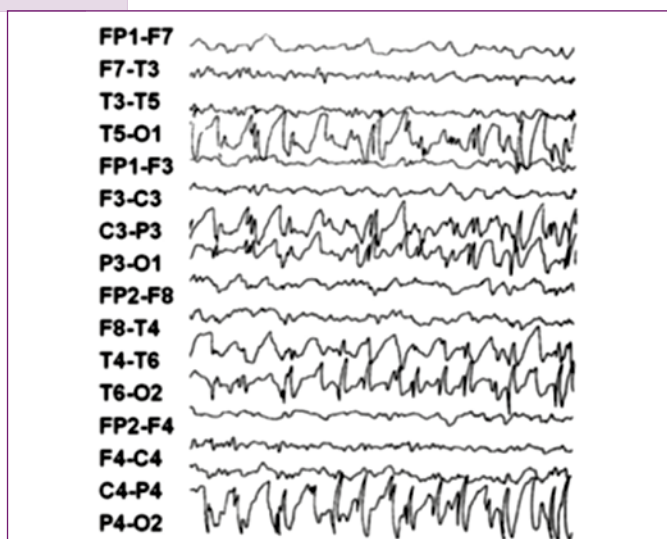 FP1-F7
F7-T3
T3-T5
T5-O1
FP1-F3
F3-C3
C3-P3
P3-O1
FP2-F8
F8-T4
T4-T6
T6-O2
FP2-F4
F4-C4
C4-P4
P4-O2